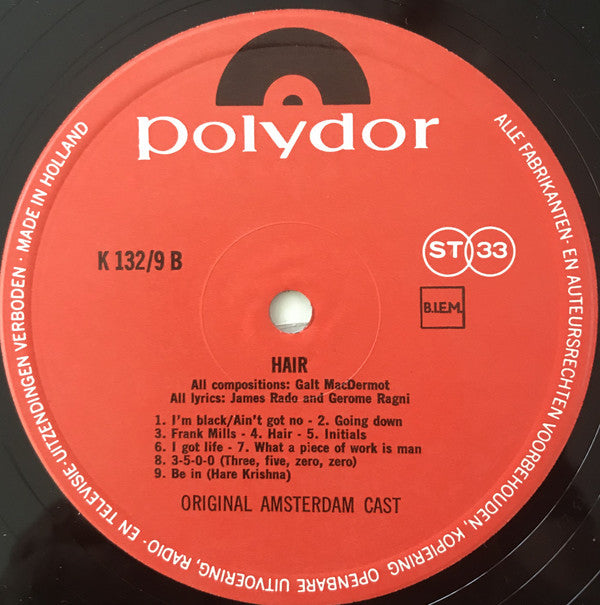 polydor
K 132/9 B
ST 33
B.I.E.M.
HAIR
All compositions: Galt MacDermot
All lyrics: James Rado and Gerome Ragni
1. I'm black/Ain't got no - 2. Going down
3. Frank Mills - 4. Hair - 5. Initials
6. I got life - 7. What a piece of work is man
8. 3-5-0-0 (Three, five, zero, zero)
9. Be in (Hare Krishna)
ORIGINAL AMSTERDAM CAST
ALLE FABRIKANTEN- EN AUTEURSRECHTEN VOORBEHOUDEN, KOPIERING, OPENBARE UITVOERING, RADIO- EN TELEVISIE-UITZENDINGEN VERBODEN · MADE IN HOLLAND